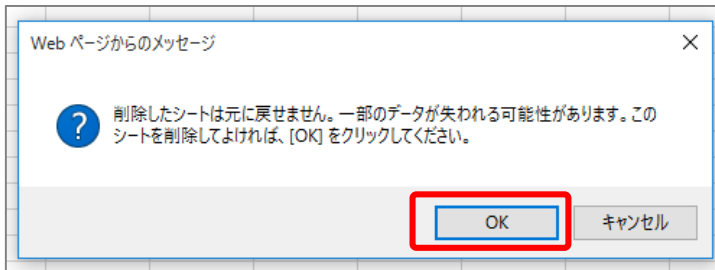 Web ページからのメッセージ
削除したシートは元に戻せません。一部のデータが失われる可能性があります。この
シートを削除してよければ、[OK] をクリックしてください。
OK
キャンセル